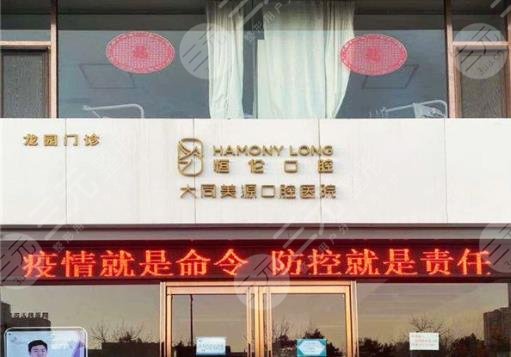 龙园门诊
HAMONY LONG
恒伦口腔
大同美源口腔医院
疫情就是命令 防控就是责任